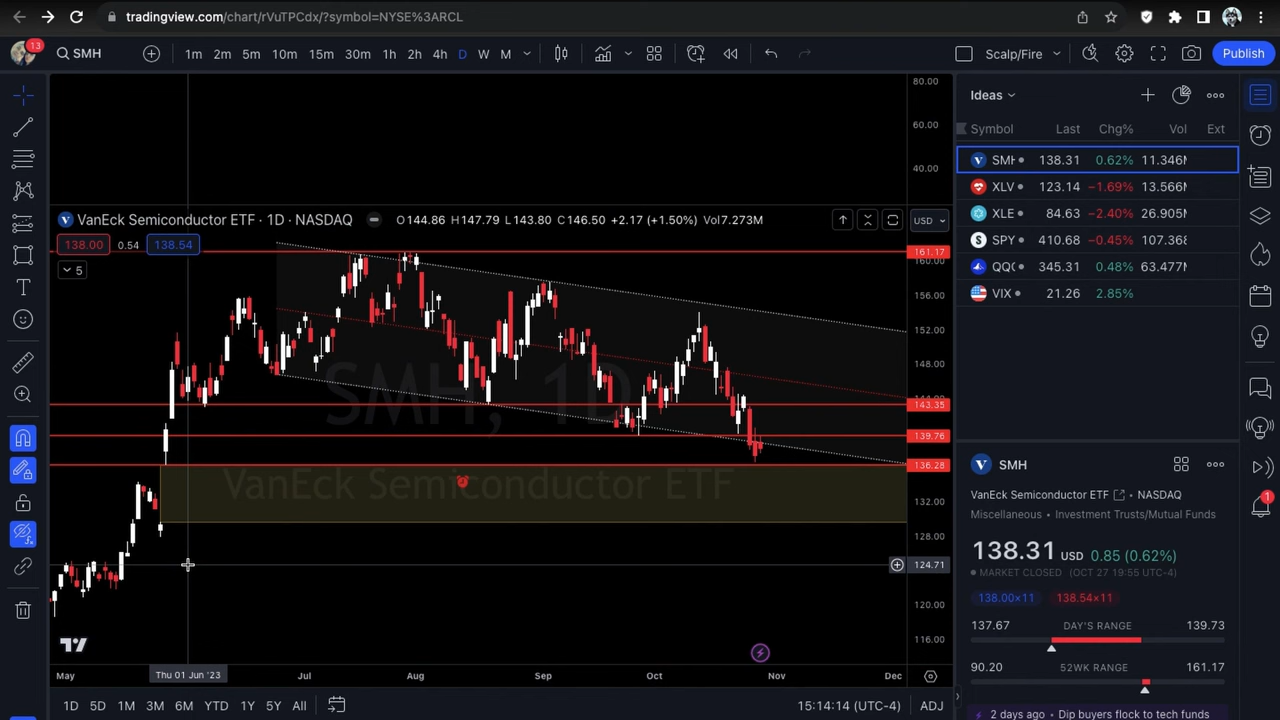 tradingview.com/chart/rVuTPCdx/?symbol=NYSE%3ARCL
13 SMH 1m 2m 5m 10m 15m 30m 1h 2h 4h D W M Scalp/Fire Publish
80.00
60.00
40.00
VanEck Semiconductor ETF · 1D · NASDAQ O144.86 H147.79 L143.80 C146.50 +2.17 (+1.50%) Vol7.273M USD
138.00 0.54 138.54
5
161.17
160.00
156.00
152.00
148.00
143.35
139.76
136.28
132.00
128.00
124.71
120.00
116.00
SMH, 1D
VanEck Semiconductor ETF
May Thu 01 Jun '23 Jul Aug Sep Oct Nov Dec
1D 5D 1M 3M 6M YTD 1Y 5Y All 15:14:14 (UTC-4) ADJ
Ideas
Symbol Last Chg% Vol Ext
SMH 138.31 0.62% 11.346M
XLV 123.14 −1.69% 13.566M
XLE 84.63 −2.40% 26.905M
SPY 410.68 −0.45% 107.368
QQQ 345.31 0.48% 63.477M
VIX 21.26 2.85%
SMH
VanEck Semiconductor ETF NASDAQ
Miscellaneous • Investment Trusts/Mutual Funds
138.31 USD 0.85 (0.62%)
MARKET CLOSED (OCT 27 19:55 UTC-4)
138.00×11 138.54×11
137.67 DAY'S RANGE 139.73
90.20 52WK RANGE 161.17
2 days ago • Dip buyers flock to tech funds
1